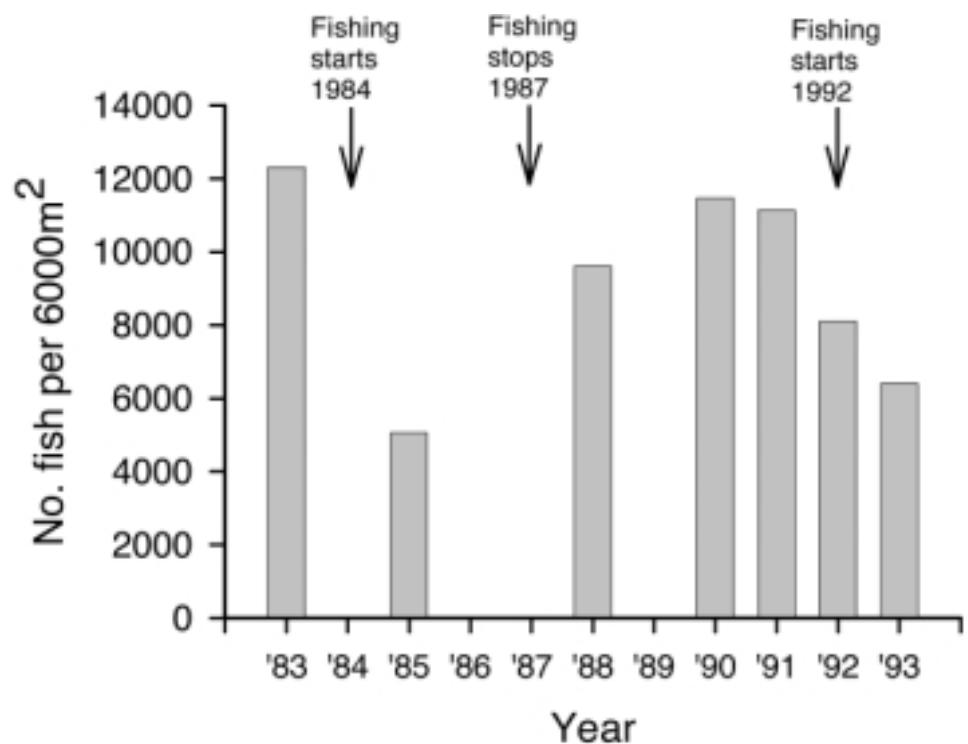 Fishing
starts
1984
Fishing
stops
1987
Fishing
starts
1992
No. fish per 6000m²
14000
12000
10000
8000
6000
4000
2000
0
'83 '84 '85 '86 '87 '88 '89 '90 '91 '92 '93
Year